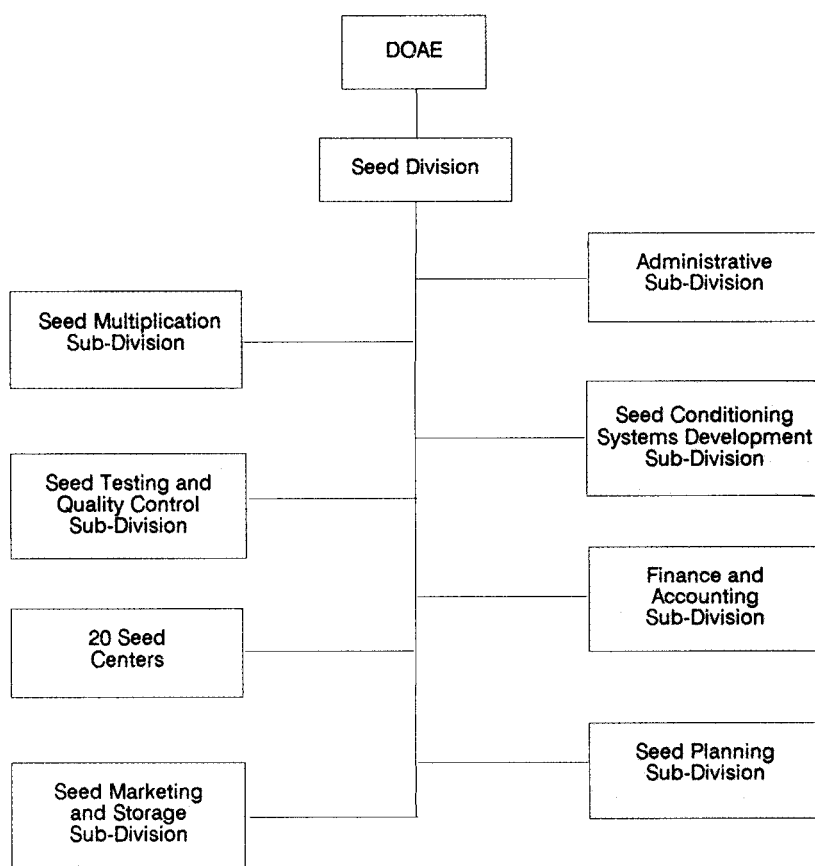 DOAE
Seed Division
Administrative
Sub-Division
Seed Multiplication
Sub-Division
Seed Conditioning
Systems Development
Sub-Division
Seed Testing and
Quality Control
Sub-Division
Finance and
Accounting
Sub-Division
20 Seed
Centers
Seed Planning
Sub-Division
Seed Marketing
and Storage
Sub-Division